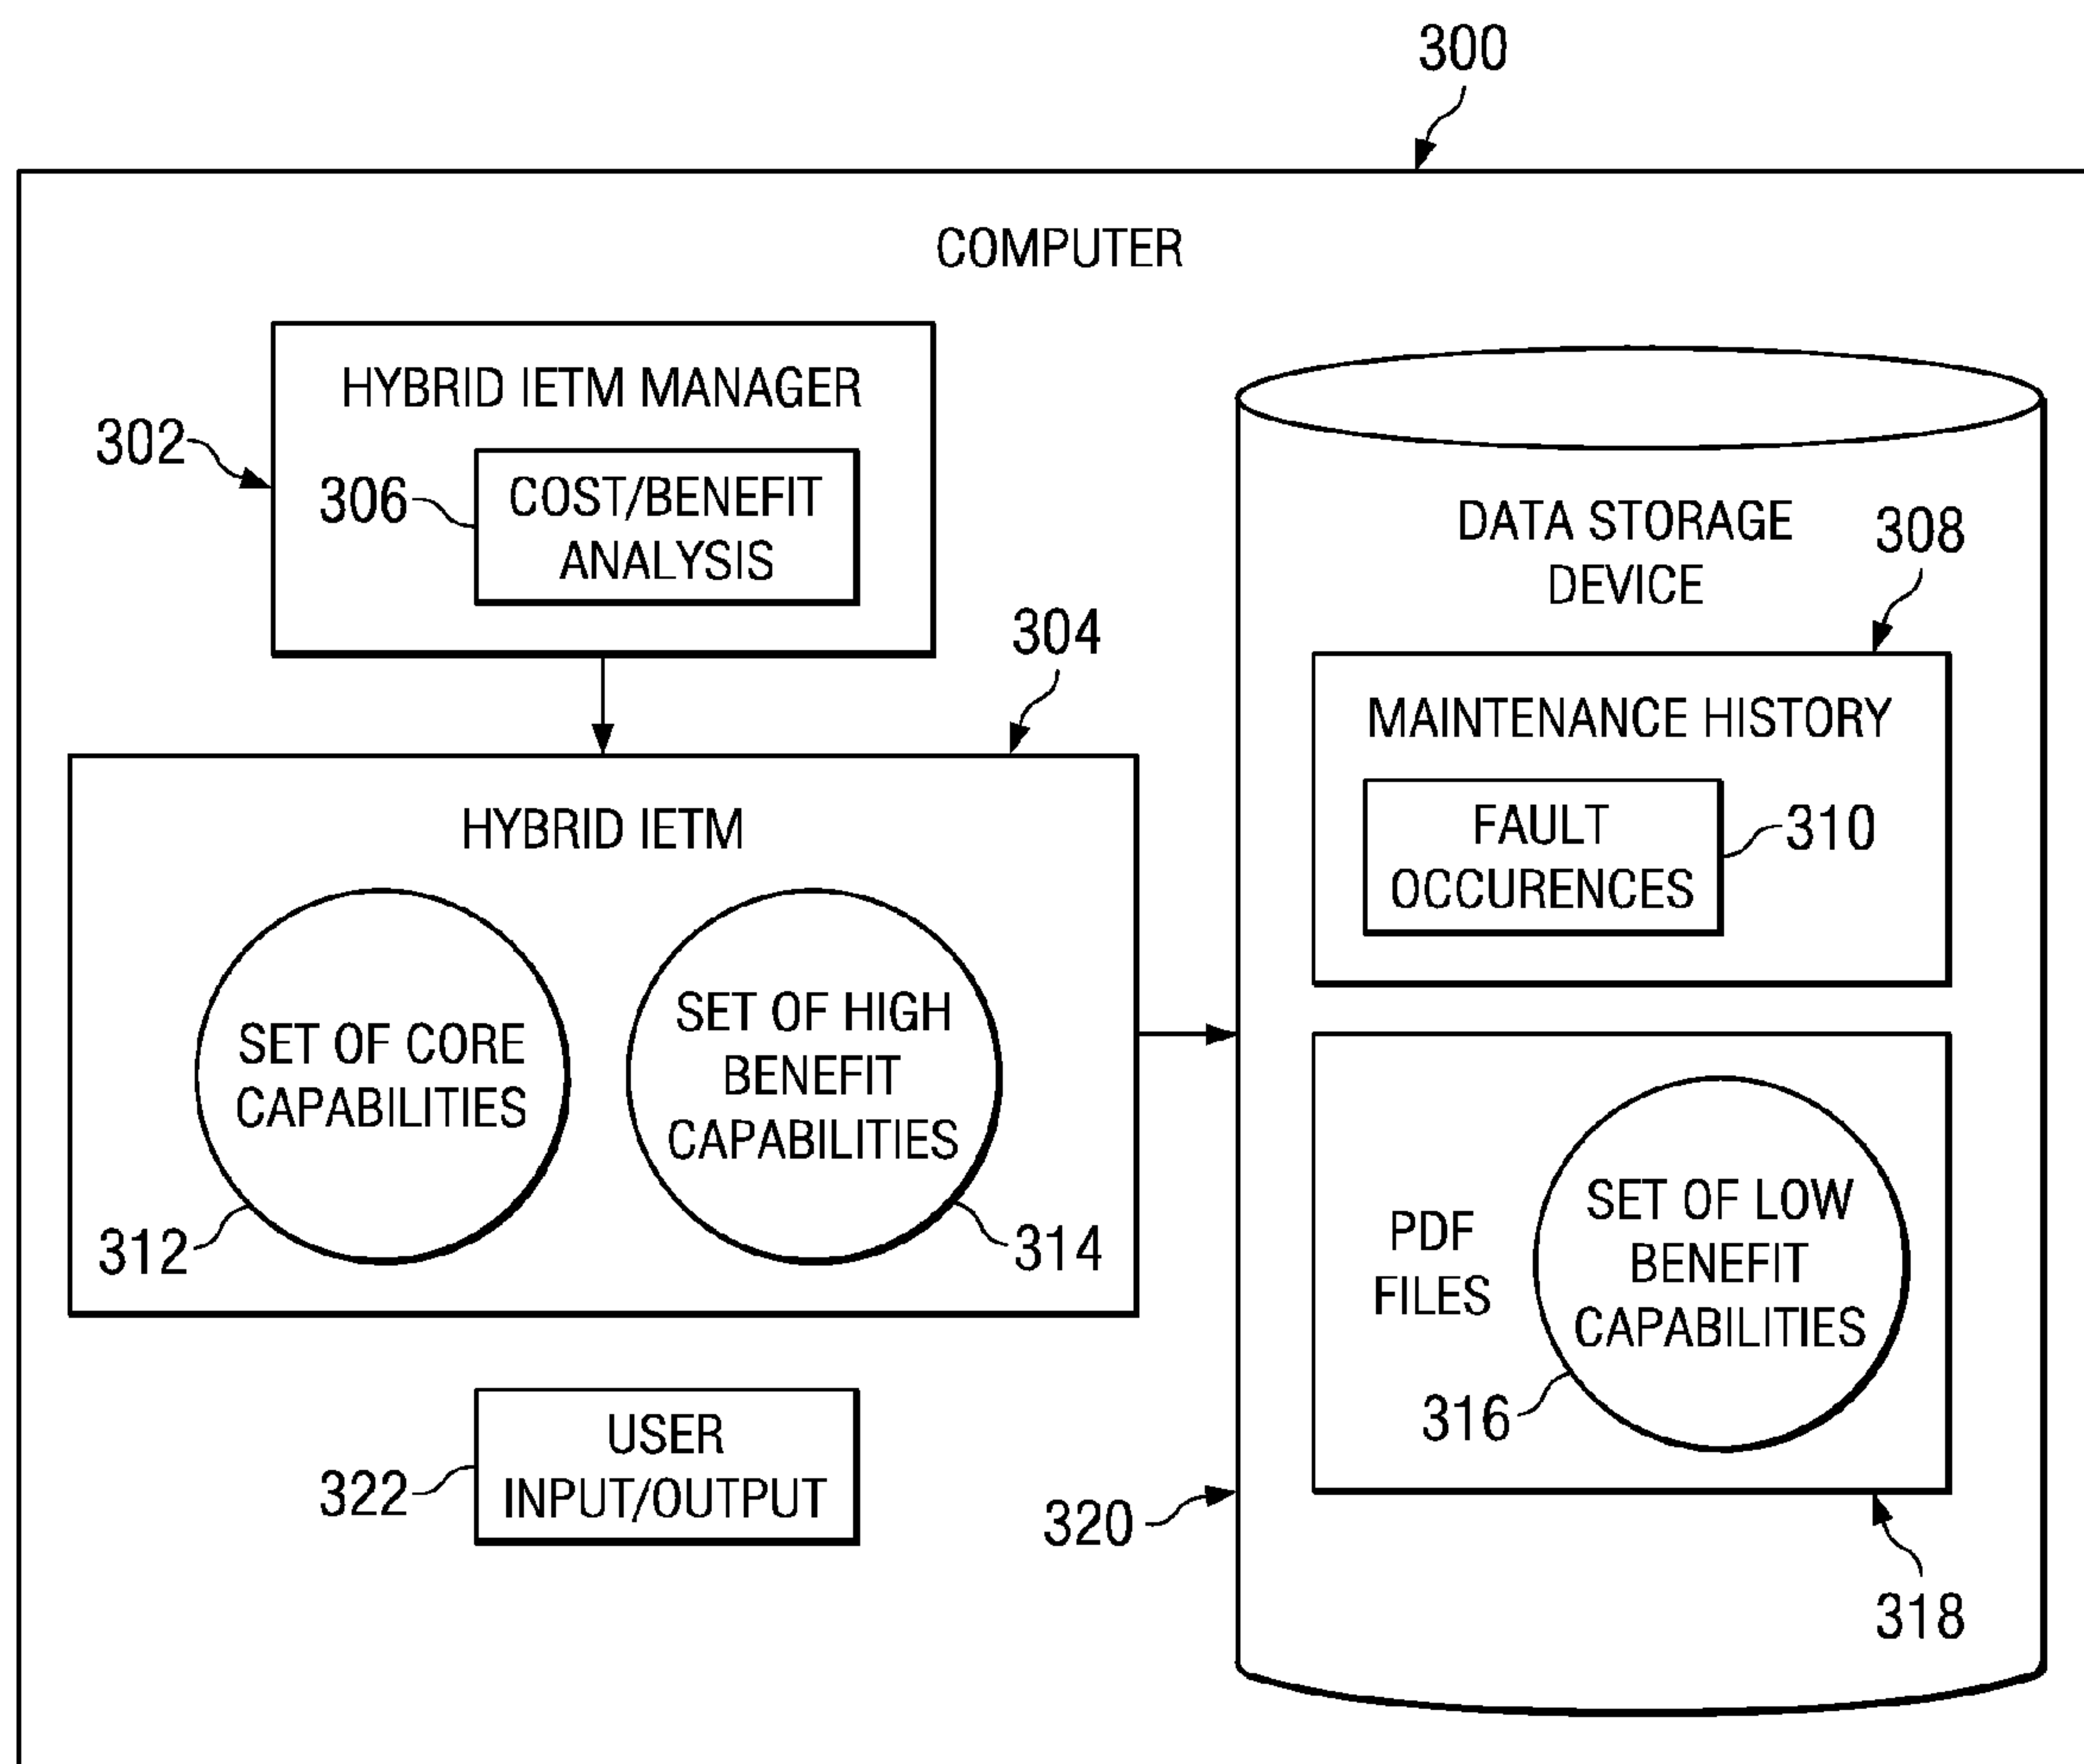 300
COMPUTER
HYBRID IETM MANAGER
302
306
COST/BENEFIT
ANALYSIS
304
HYBRID IETM
SET OF CORE
CAPABILITIES
312
SET OF HIGH
BENEFIT
CAPABILITIES
314
USER
INPUT/OUTPUT
322
DATA STORAGE
DEVICE
308
MAINTENANCE HISTORY
FAULT
OCCURENCES
310
PDF
FILES
SET OF LOW
BENEFIT
CAPABILITIES
316
320
318